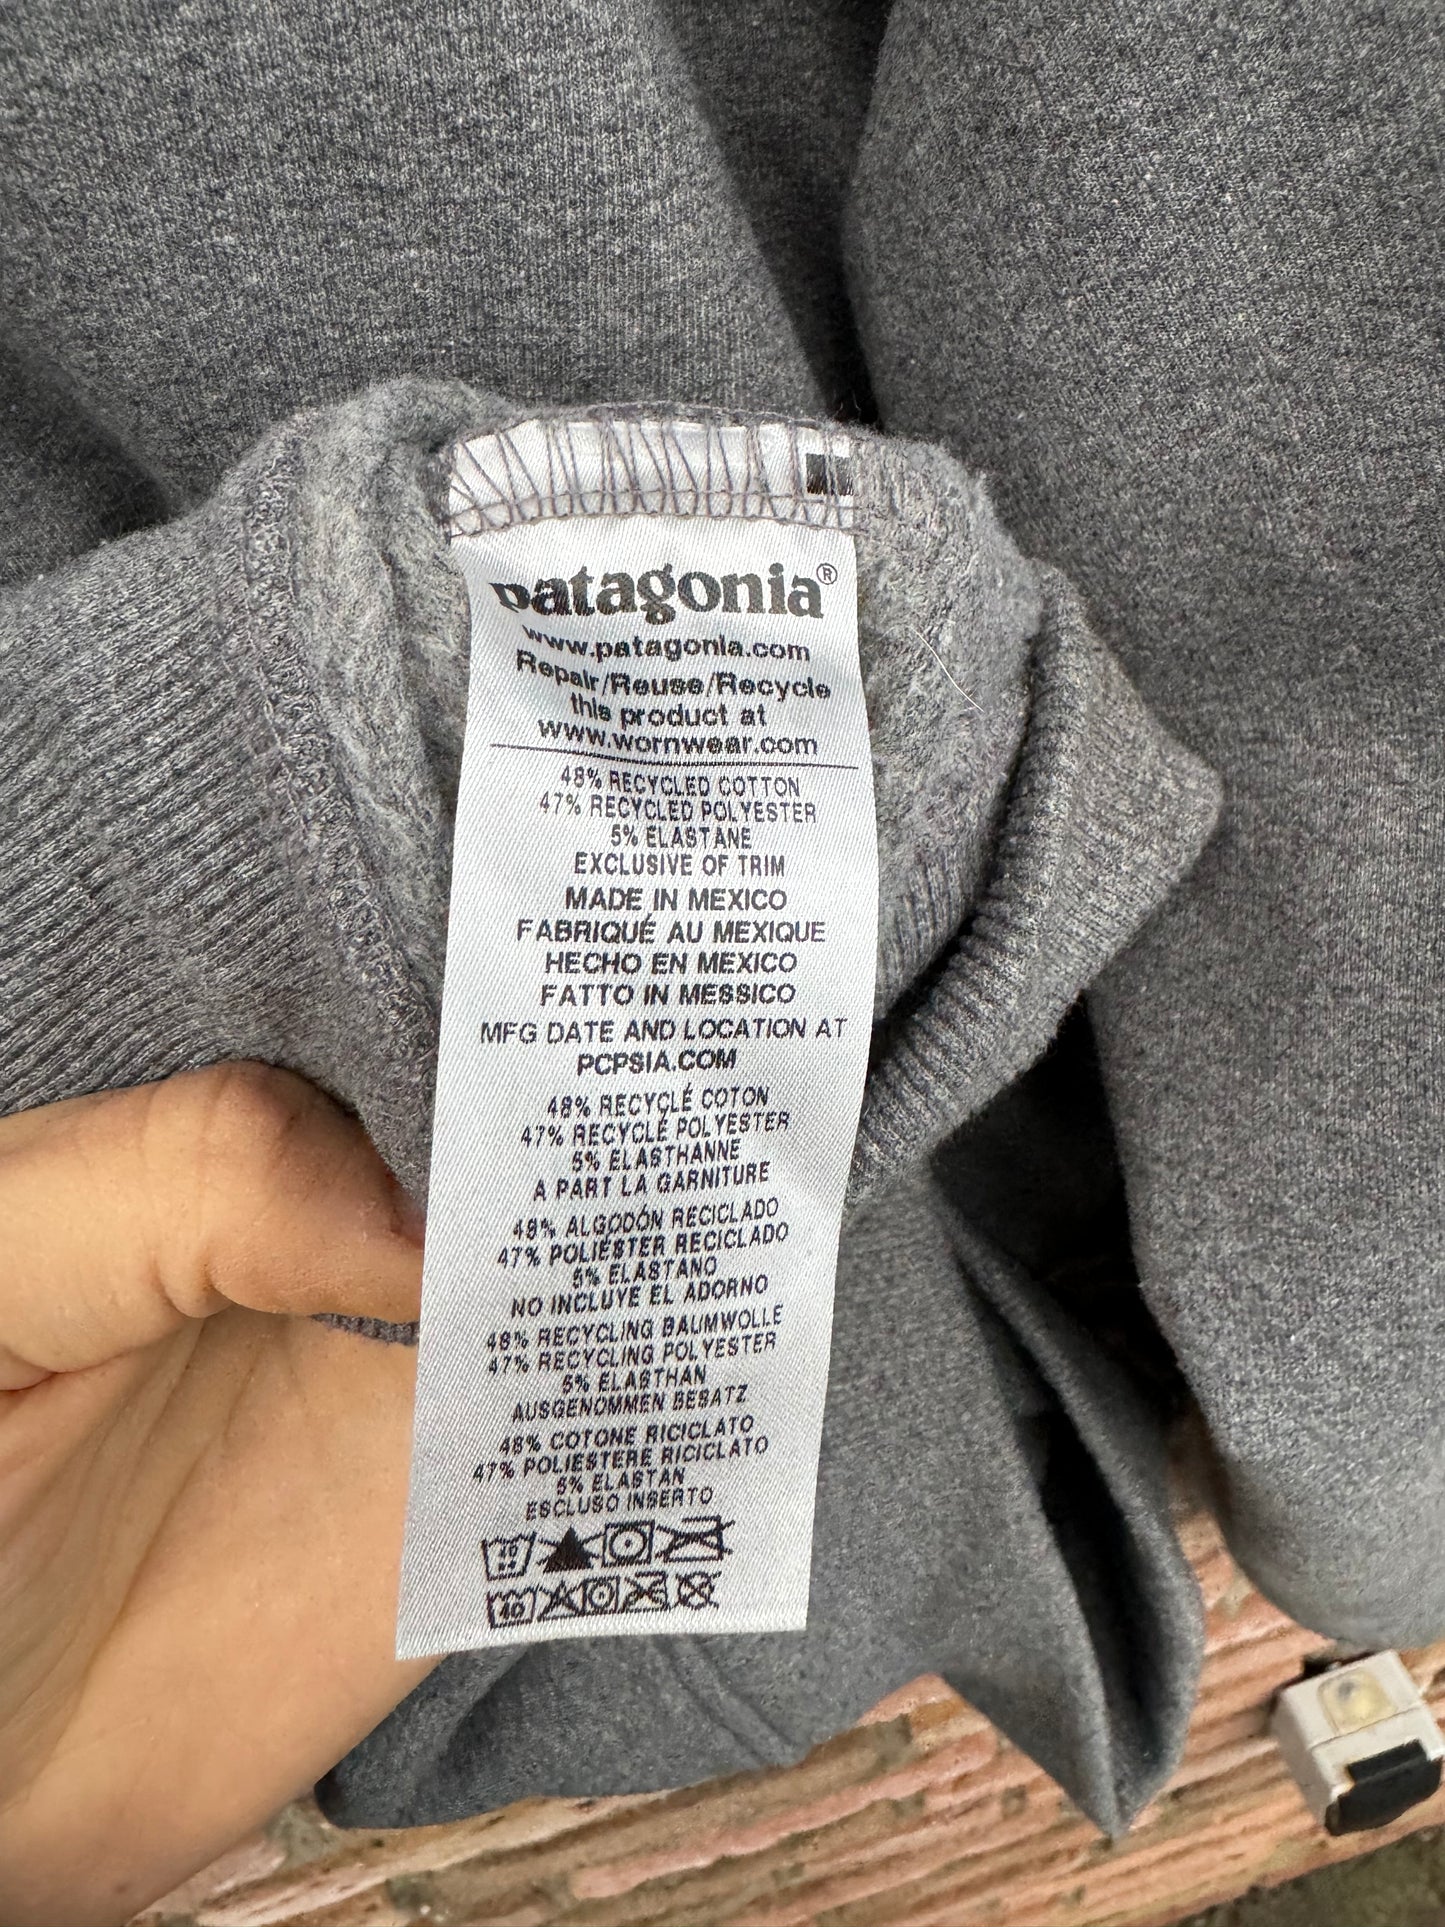 patagonia®
www.patagonia.com
Repair/Reuse/Recycle
this product at
www.wornwear.com
48% RECYCLED COTTON
47% RECYCLED POLYESTER
5% ELASTANE
EXCLUSIVE OF TRIM
MADE IN MEXICO
FABRIQUÉ AU MEXIQUE
HECHO EN MEXICO
FATTO IN MESSICO
MFG DATE AND LOCATION AT
PCPSIA.COM
48% RECYCLÉ COTON
47% RECYCLÉ POLYESTER
5% ELASTHANNE
A PART LA GARNITURE
48% ALGODÓN RECICLADO
47% POLIÉSTER RECICLADO
5% ELASTANO
NO INCLUYE EL ADORNO
48% RECYCLING BAUMWOLLE
47% RECYCLING POLYESTER
5% ELASTHAN
AUSGENOMMEN BESATZ
48% COTONE RICICLATO
47% POLIESTERE RICICLATO
5% ELASTAN
ESCLUSO INSERTO
40
40